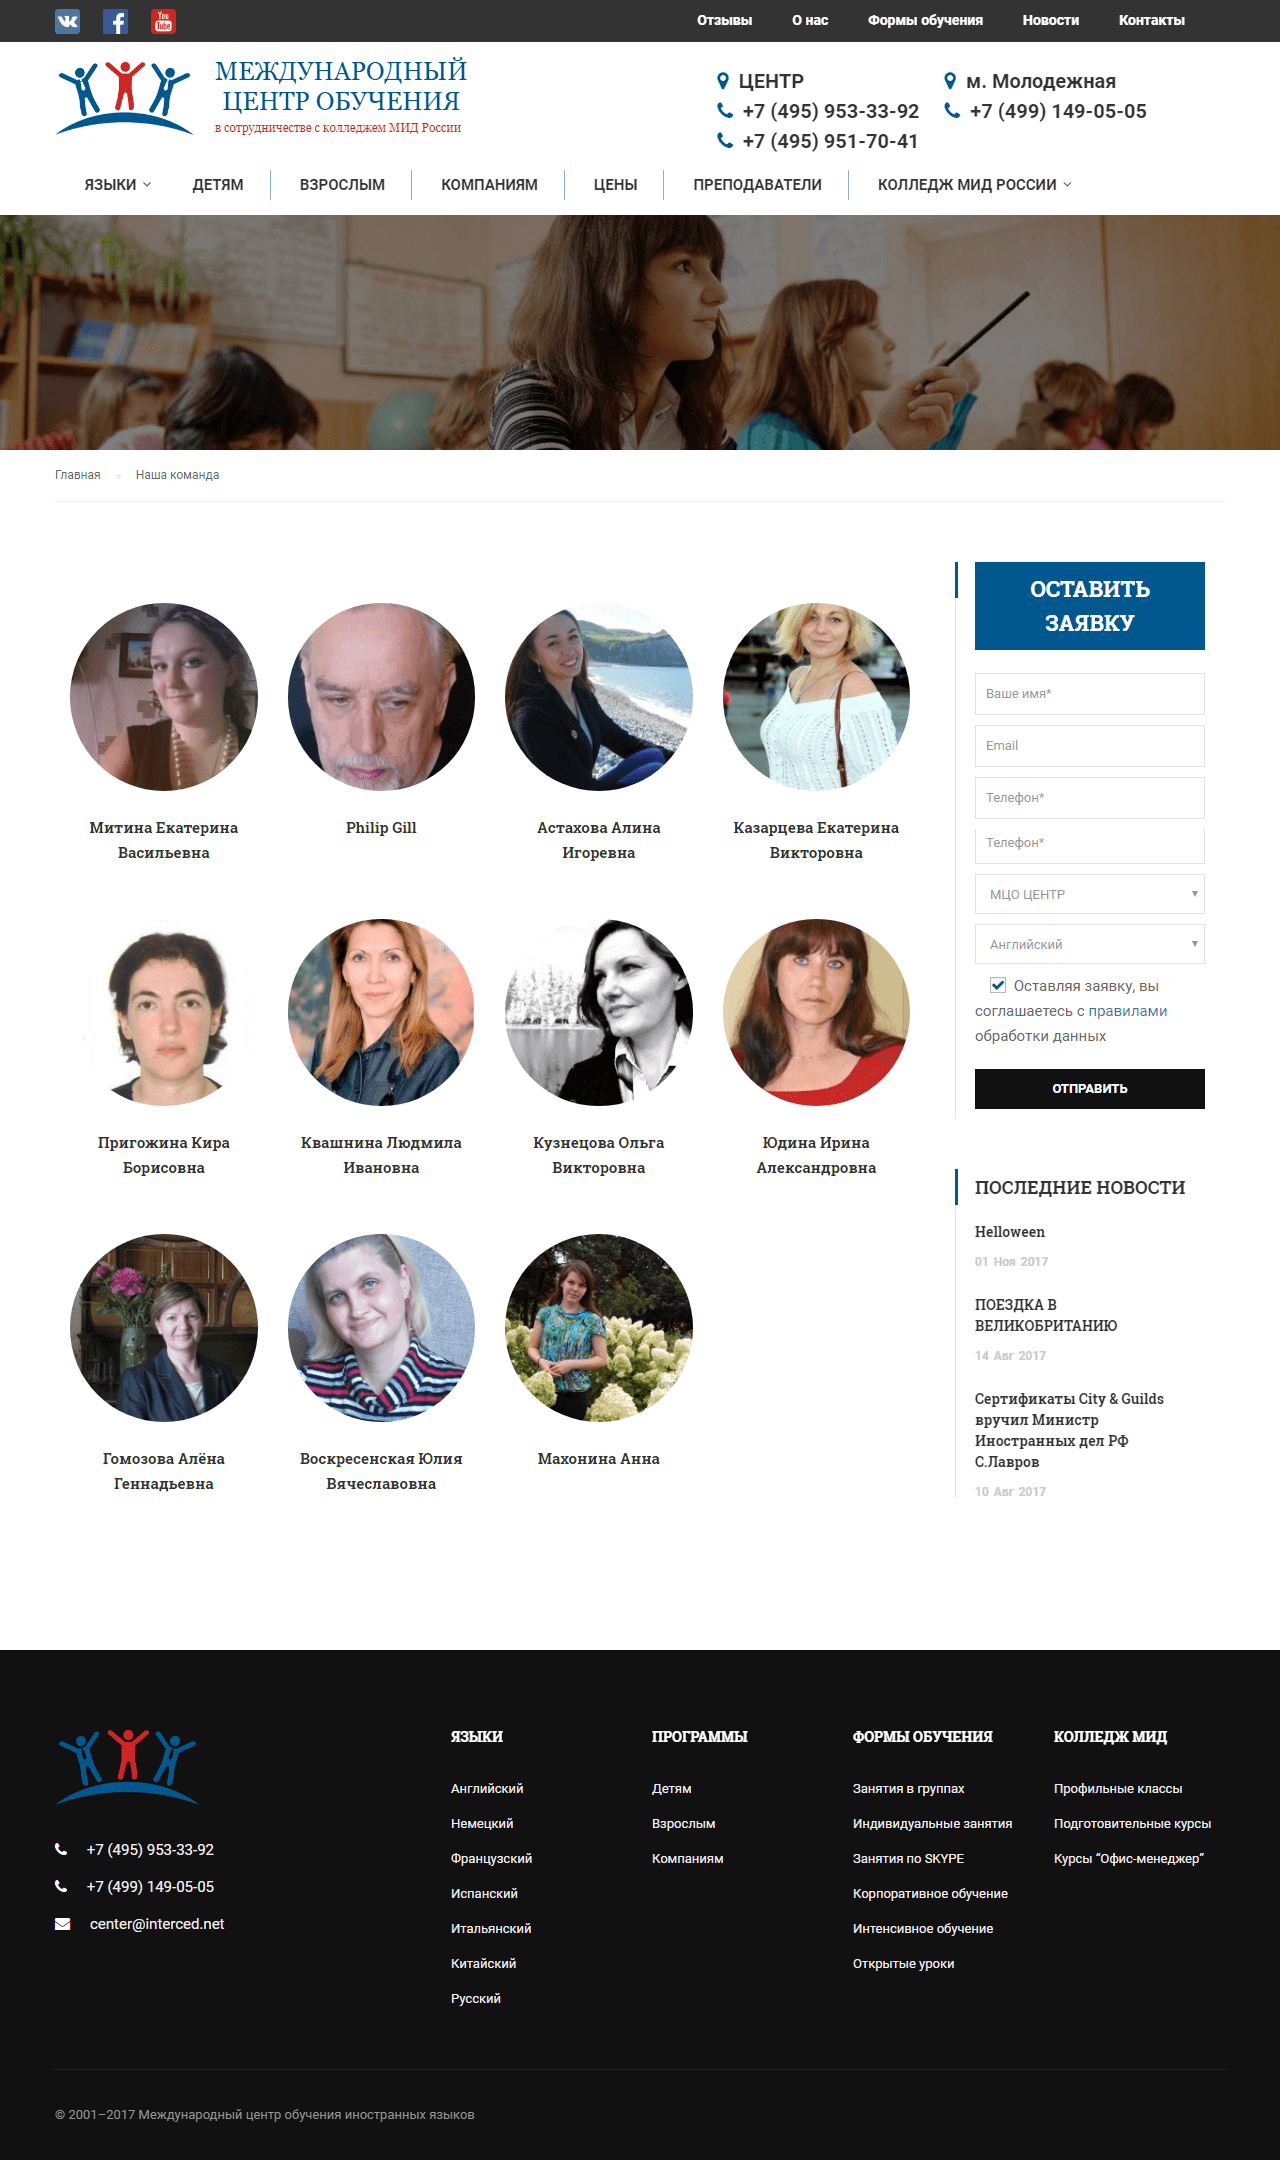 Отзывы
О нас
Формы обучения
Новости
Контакты
МЕЖДУНАРОДНЫЙ
ЦЕНТР ОБУЧЕНИЯ
в сотрудничестве с колледжем МИД России
ЦЕНТР
+7 (495) 953-33-92
+7 (495) 951-70-41
м. Молодежная
+7 (499) 149-05-05
ЯЗЫКИ
ДЕТЯМ
ВЗРОСЛЫМ
КОМПАНИЯМ
ЦЕНЫ
ПРЕПОДАВАТЕЛИ
КОЛЛЕДЖ МИД РОССИИ
Главная
Наша команда
Митина Екатерина
Васильевна
Philip Gill
Астахова Алина
Игоревна
Казарцева Екатерина
Викторовна
Пригожина Кира
Борисовна
Квашнина Людмила
Ивановна
Кузнецова Ольга
Викторовна
Юдина Ирина
Александровна
Гомозова Алёна
Геннадьевна
Воскресенская Юлия
Вячеславовна
Махонина Анна
ОСТАВИТЬ
ЗАЯВКУ
Ваше имя*
Email
Телефон*
Телефон*
МЦО ЦЕНТР
Английский
Оставляя заявку, вы
соглашаетесь с правилами
обработки данных
ОТПРАВИТЬ
ПОСЛЕДНИЕ НОВОСТИ
Helloween
01 Ноя 2017
ПОЕЗДКА В
ВЕЛИКОБРИТАНИЮ
14 Авг 2017
Сертификаты City & Guilds
вручил Министр
Иностранных дел РФ
С.Лавров
10 Авг 2017
+7 (495) 953-33-92
+7 (499) 149-05-05
center@interced.net
ЯЗЫКИ
Английский
Немецкий
Французский
Испанский
Итальянский
Китайский
Русский
ПРОГРАММЫ
Детям
Взрослым
Компаниям
ФОРМЫ ОБУЧЕНИЯ
Занятия в группах
Индивидуальные занятия
Занятия по SKYPE
Корпоративное обучение
Интенсивное обучение
Открытые уроки
КОЛЛЕДЖ МИД
Профильные классы
Подготовительные курсы
Курсы “Офис-менеджер”
© 2001–2017 Международный центр обучения иностранных языков